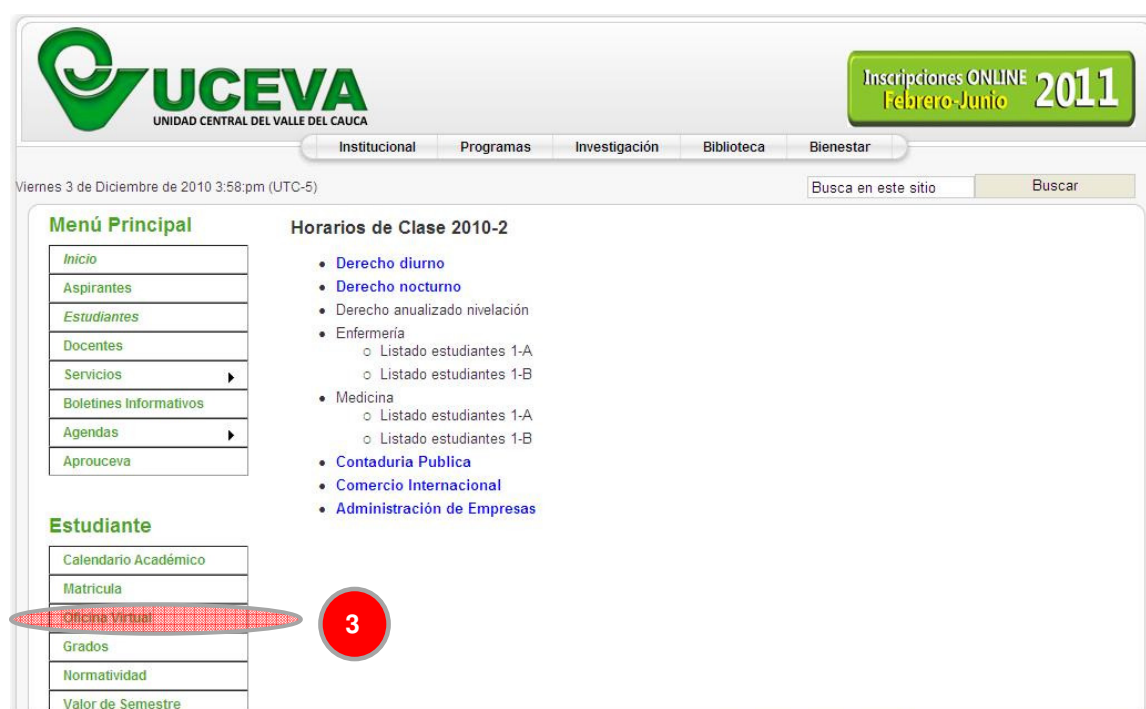 UCEVA
UNIDAD CENTRAL DEL VALLE DEL CAUCA
Inscripciones ONLINE 2011
Febrero-Junio
Institucional Programas Investigación Biblioteca Bienestar
Viernes 3 de Diciembre de 2010 3:58:pm (UTC-5)
Busca en este sitio Buscar
Menú Principal
Inicio
Aspirantes
Estudiantes
Docentes
Servicios
Boletines Informativos
Agendas
Aprouceva
Estudiante
Calendario Académico
Matricula
Oficina Virtual
Grados
Normatividad
Valor de Semestre
Horarios de Clase 2010-2
Derecho diurno
Derecho nocturno
Derecho anualizado nivelación
Enfermería
Listado estudiantes 1-A
Listado estudiantes 1-B
Medicina
Listado estudiantes 1-A
Listado estudiantes 1-B
Contaduria Publica
Comercio Internacional
Administración de Empresas
3